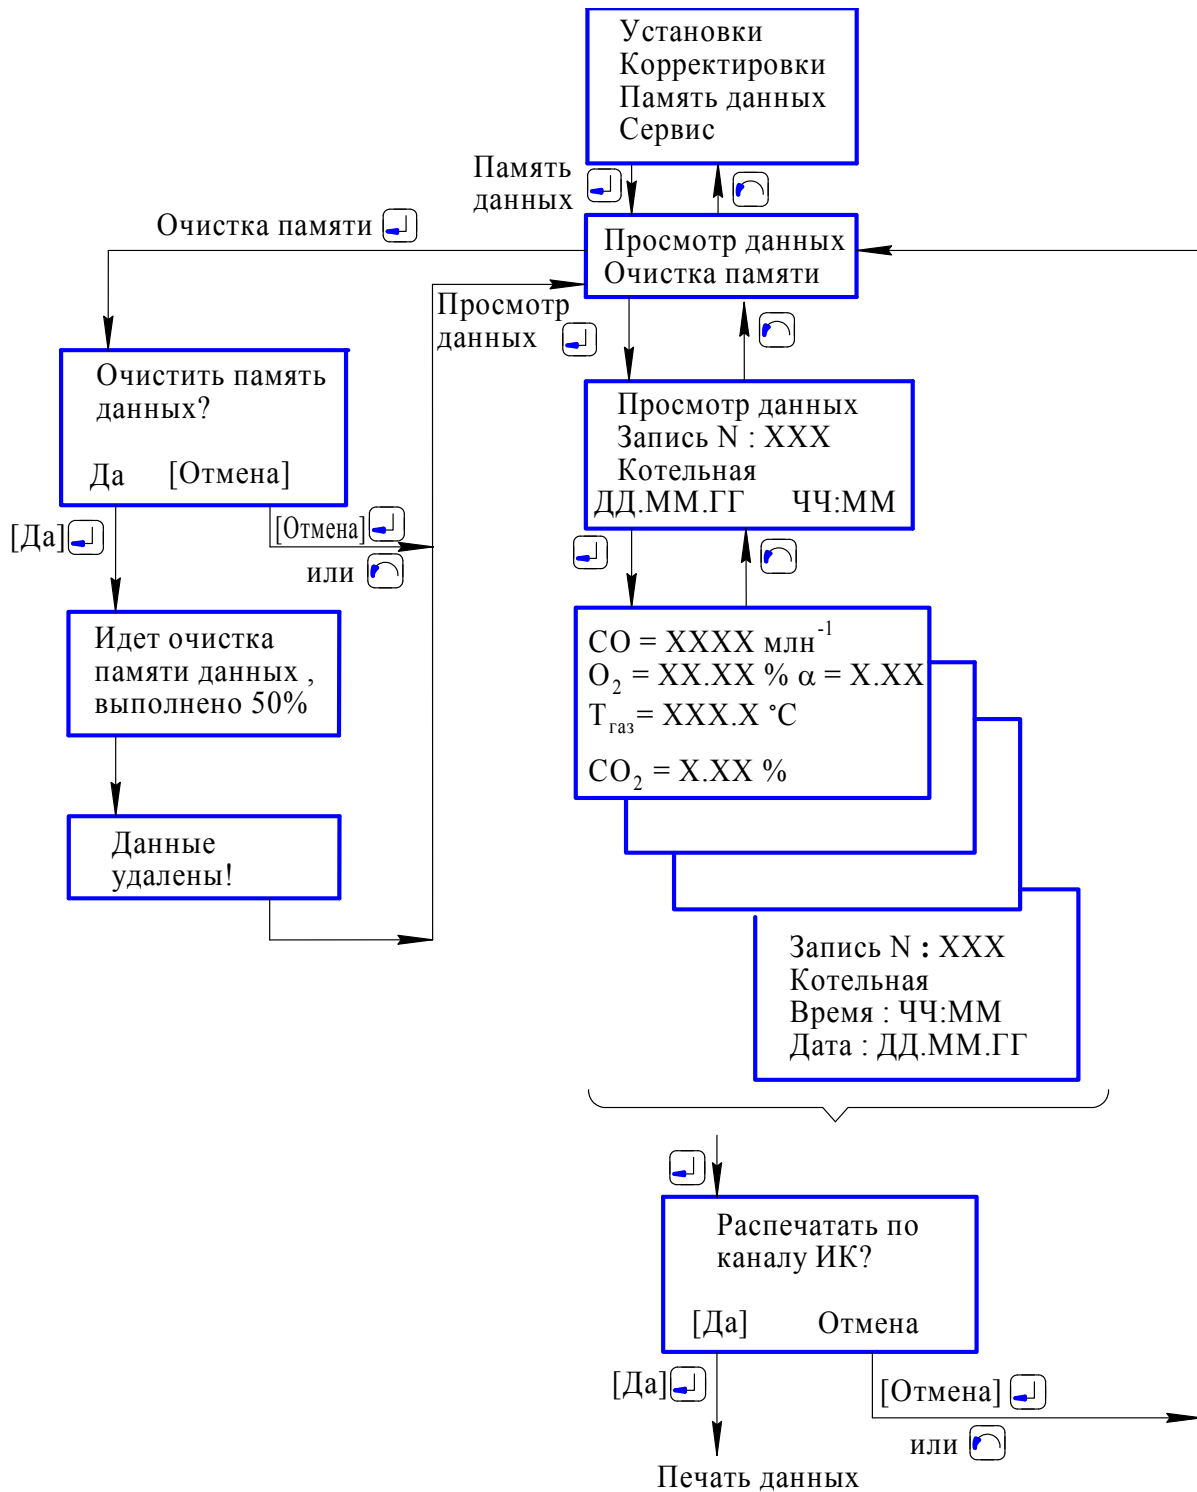 Установки
Корректировки
Память данных
Сервис
Память
данных
Очистка памяти
Просмотр данных
Очистка памяти
Просмотр
данных
Очистить память
данных?
Да [Отмена]
[Да]
[Отмена]
или
Идет очистка
памяти данных ,
выполнено 50%
Данные
удалены!
Просмотр данных
Запись N : XXX
Котельная
ДД.ММ.ГГ ЧЧ:ММ
CO = XXXX млн⁻¹
O₂ = XX.XX % α = X.XX
Tгаз= XXX.X °C
CO₂ = X.XX %
Запись N : XXX
Котельная
Время : ЧЧ:ММ
Дата : ДД.ММ.ГГ
Распечатать по
каналу ИК?
[Да] Отмена
[Да]
[Отмена]
или
Печать данных